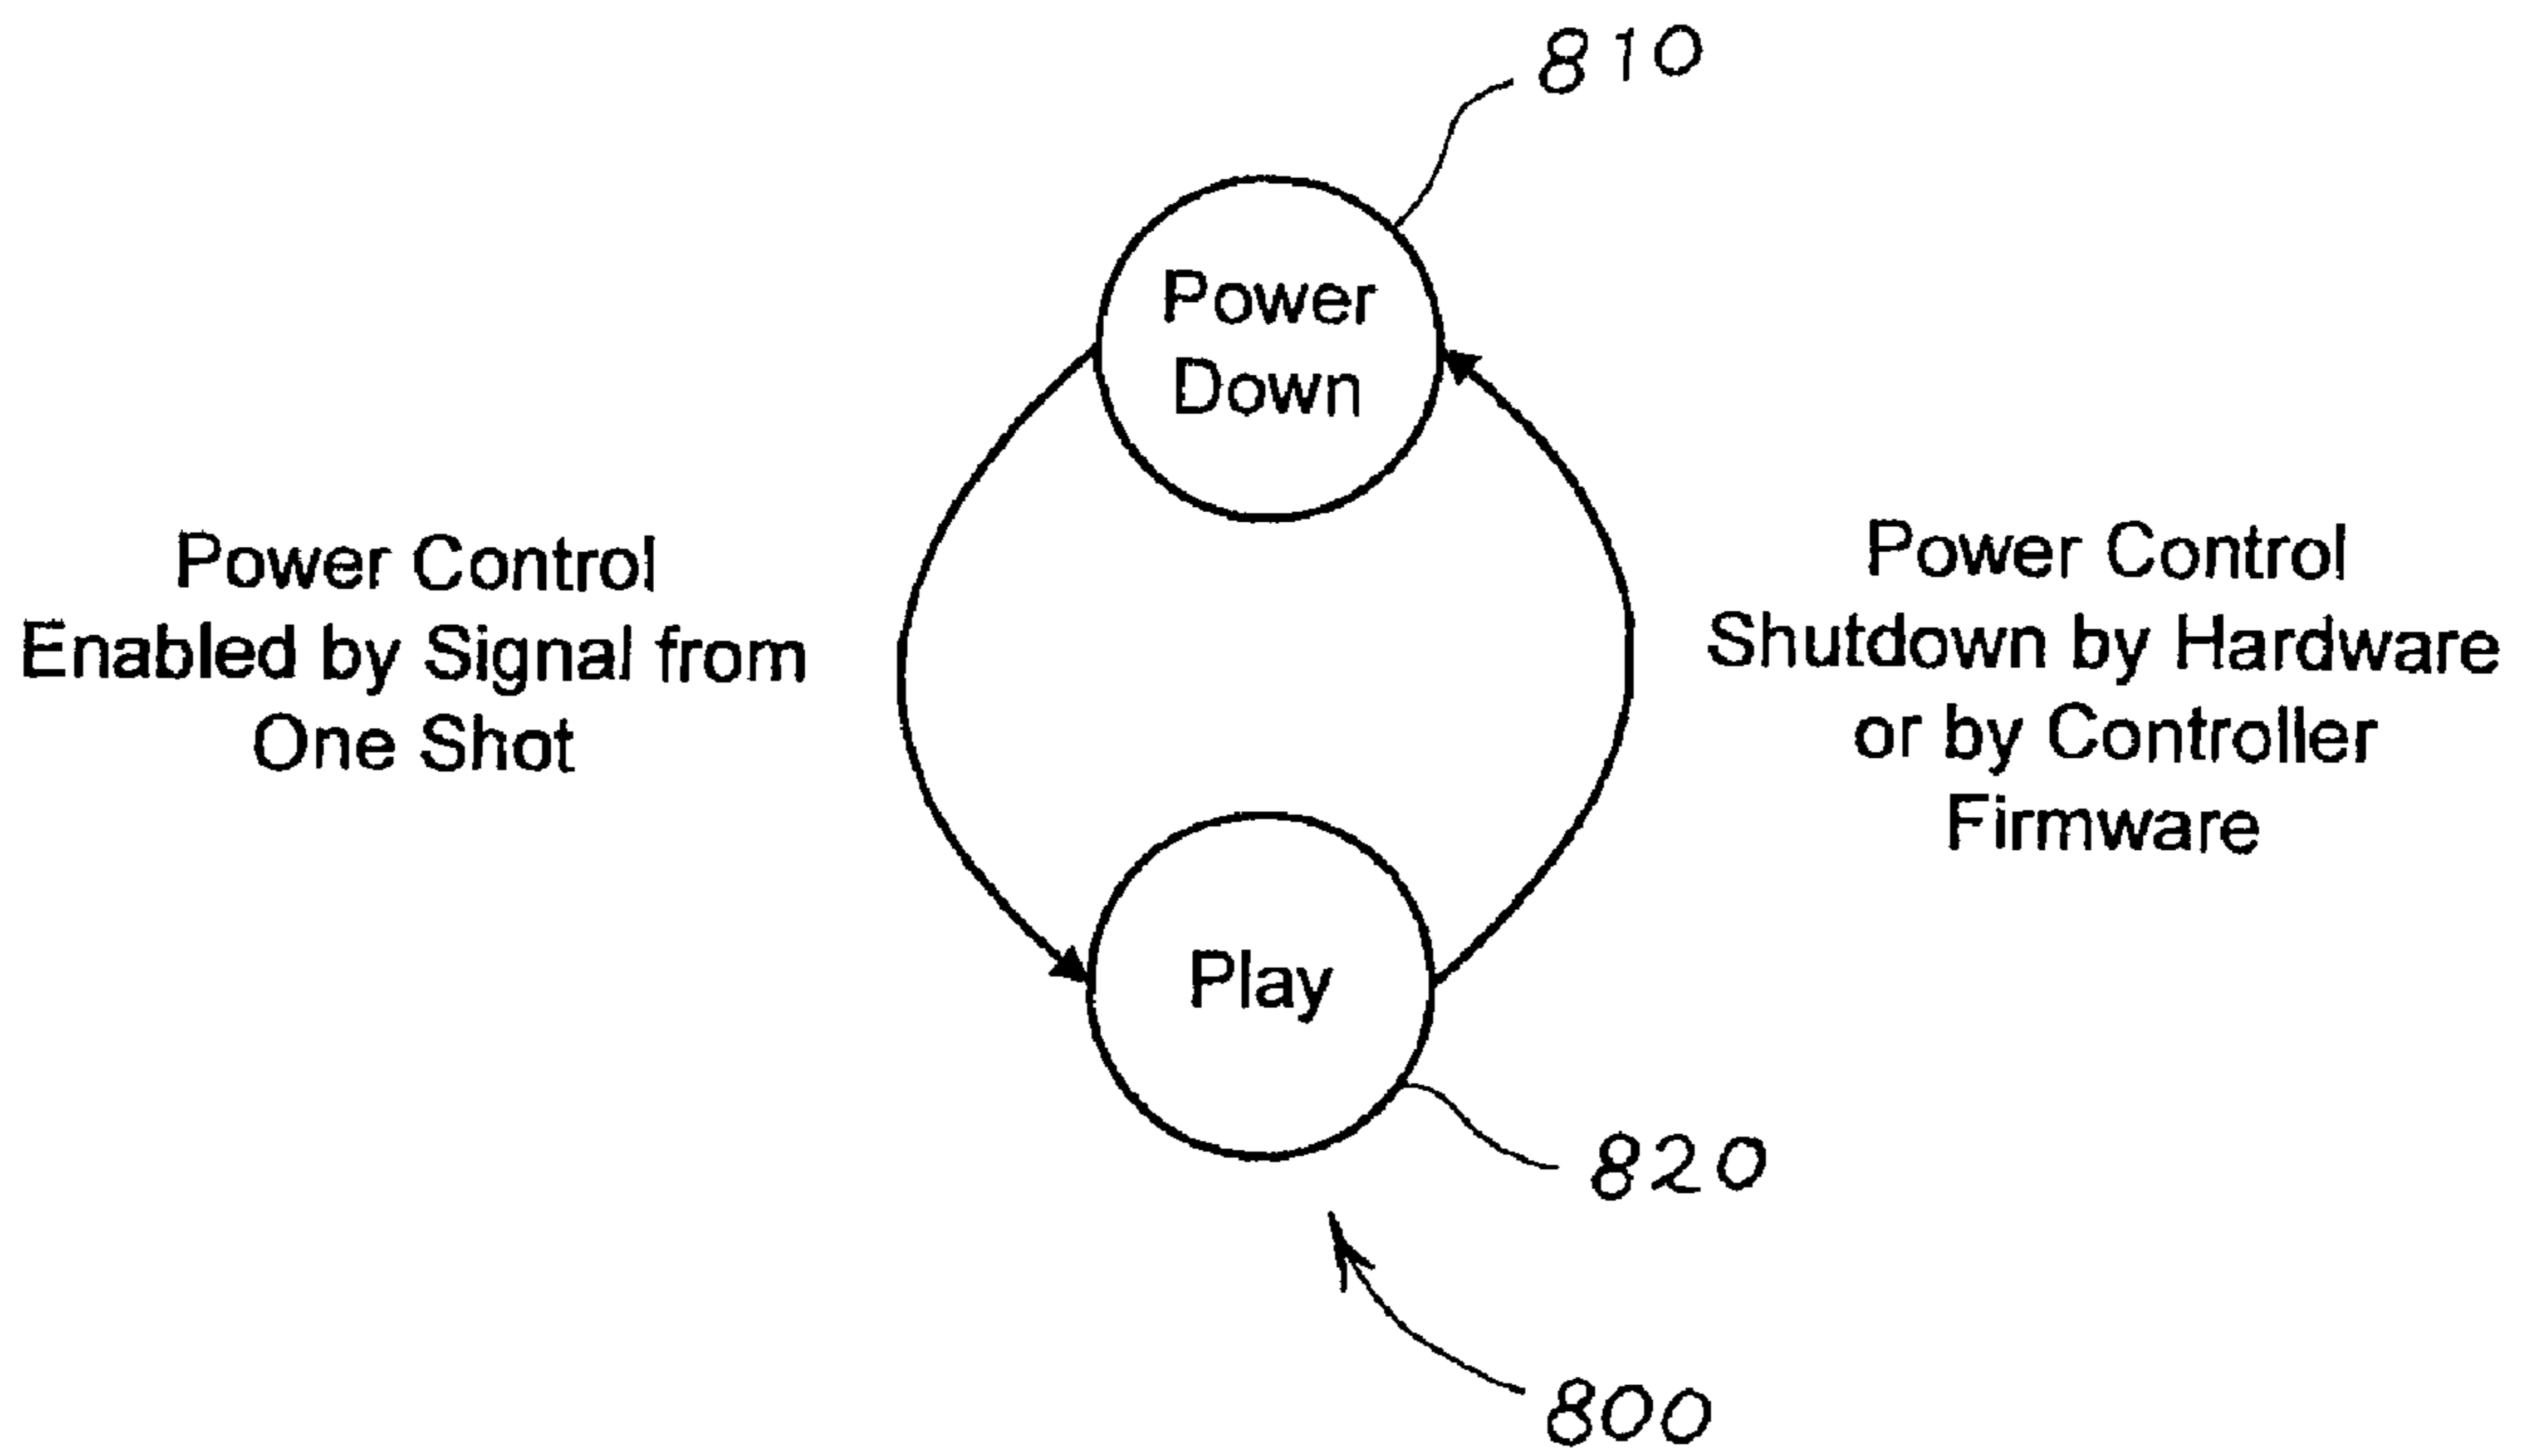 810
Power
Down
Power Control
Enabled by Signal from
One Shot
Power Control
Shutdown by Hardware
or by Controller
Firmware
Play
820
800